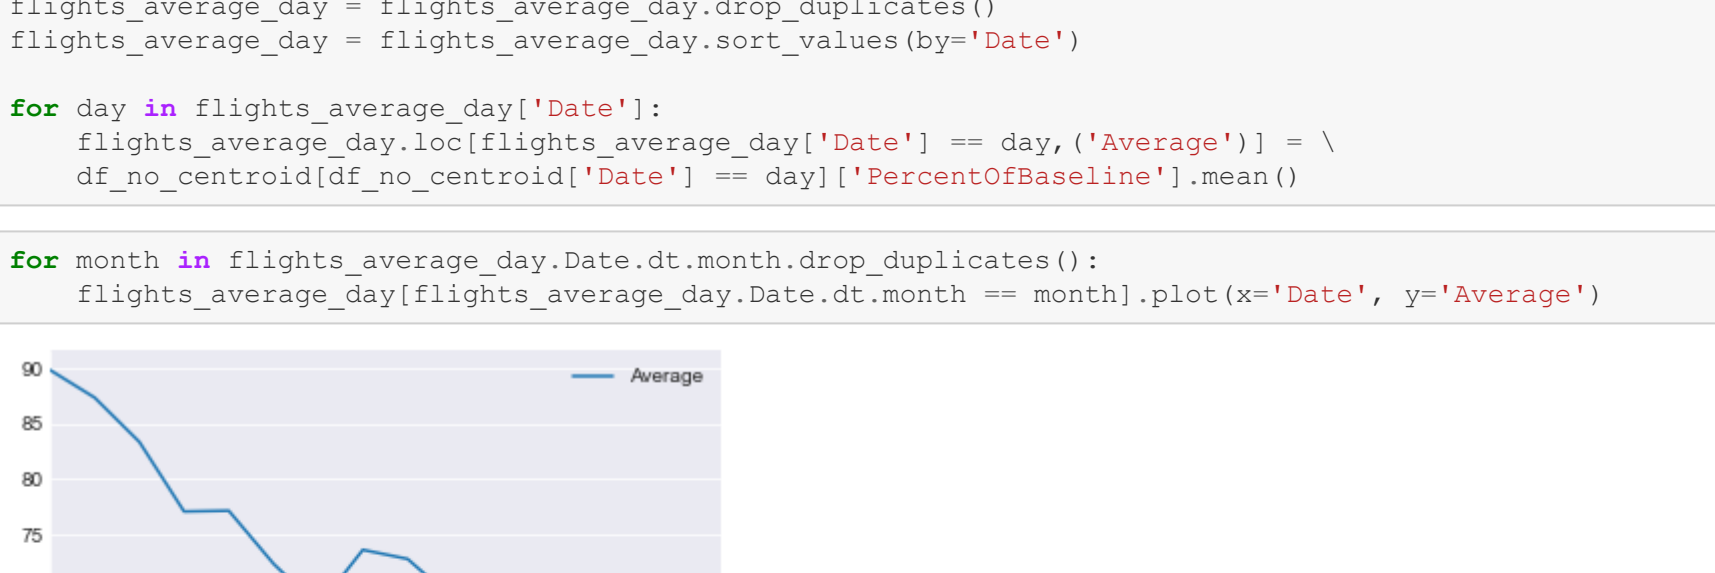 flights_average_day = flights_average_day.drop_duplicates()
flights_average_day = flights_average_day.sort_values(by='Date')
for day in flights_average_day['Date']:
    flights_average_day.loc[flights_average_day['Date'] == day,('Average')] = \
    df_no_centroid[df_no_centroid['Date'] == day]['PercentOfBaseline'].mean()
for month in flights_average_day.Date.dt.month.drop_duplicates():
    flights_average_day[flights_average_day.Date.dt.month == month].plot(x='Date', y='Average')
90
Average
85
80
75